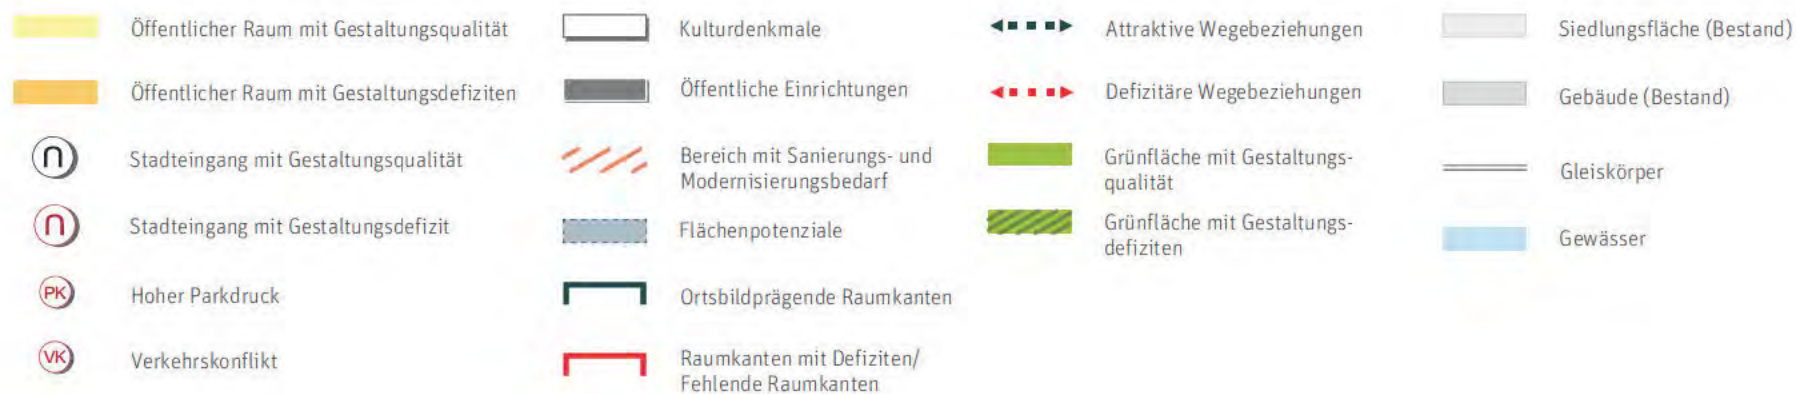 Öffentlicher Raum mit Gestaltungsqualität
Öffentlicher Raum mit Gestaltungsdefiziten
Stadteingang mit Gestaltungsqualität
Stadteingang mit Gestaltungsdefizit
PK Hoher Parkdruck
VK Verkehrskonflikt
Kulturdenkmale
Öffentliche Einrichtungen
Bereich mit Sanierungs- und
Modernisierungsbedarf
Flächenpotenziale
Ortsbildprägende Raumkanten
Raumkanten mit Defiziten/
Fehlende Raumkanten
Attraktive Wegebeziehungen
Defizitäre Wegebeziehungen
Grünfläche mit Gestaltungs-
qualität
Grünfläche mit Gestaltungs-
defiziten
Siedlungsfläche (Bestand)
Gebäude (Bestand)
Gleiskörper
Gewässer